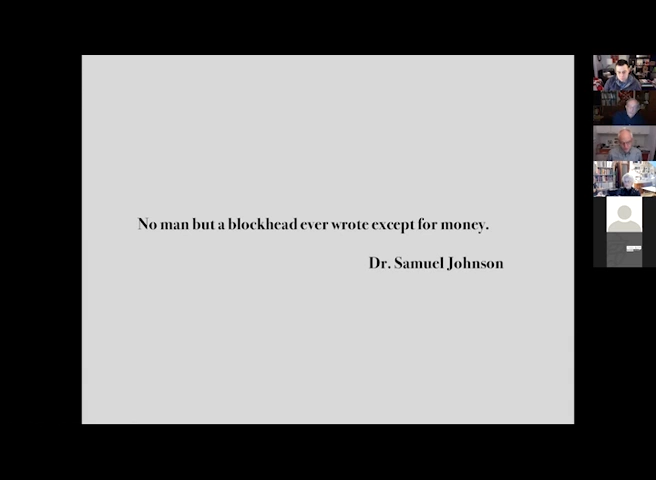 No man but a blockhead ever wrote except for money.
Dr. Samuel Johnson